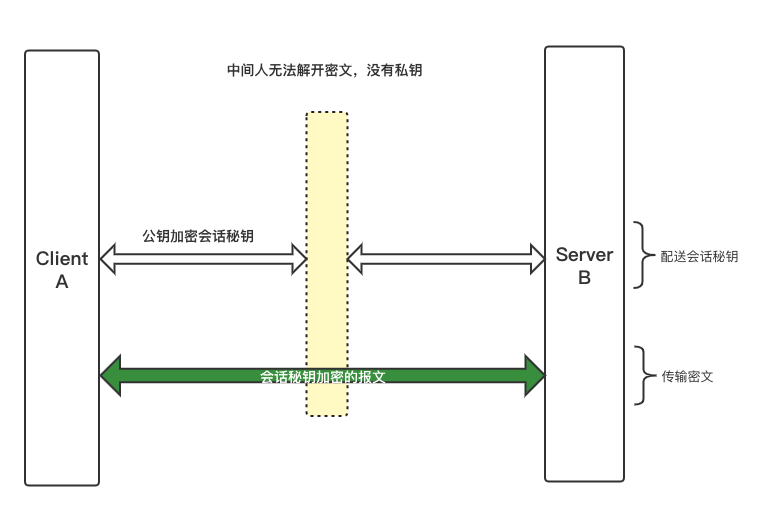 中间人无法解开密文，没有私钥
公钥加密会话秘钥
Client
A
Server
B
配送会话秘钥
会话秘钥加密的报文
传输密文